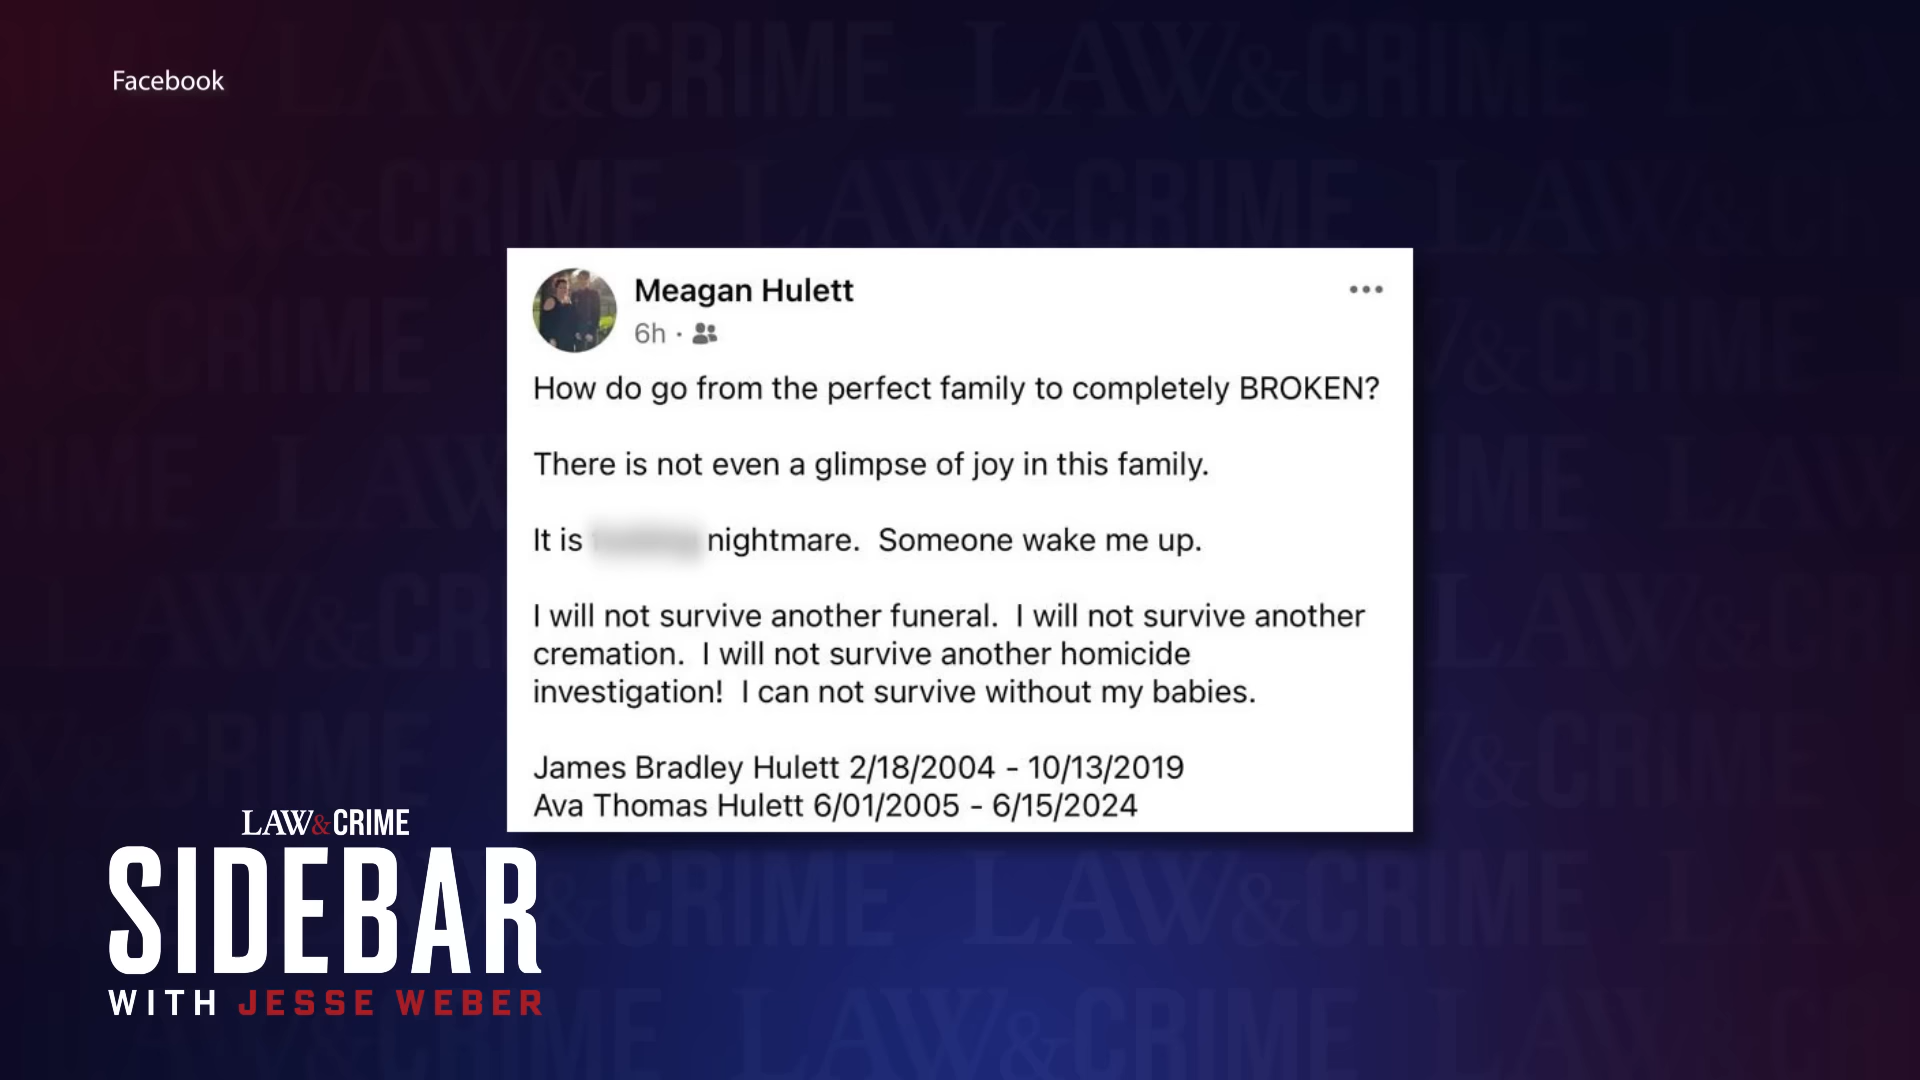 Facebook
Meagan Hulett
6h ·
How do go from the perfect family to completely BROKEN?
There is not even a glimpse of joy in this family.
It is nightmare. Someone wake me up.
I will not survive another funeral. I will not survive another
cremation. I will not survive another homicide
investigation! I can not survive without my babies.
James Bradley Hulett 2/18/2004 - 10/13/2019
Ava Thomas Hulett 6/01/2005 - 6/15/2024
LAW&CRIME
SIDEBAR
WITH JESSE WEBER